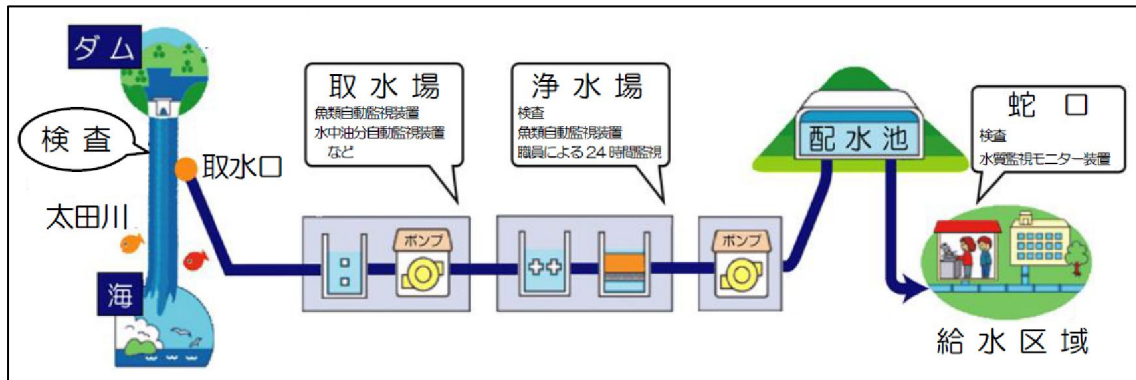 ダム
検査
取水口
太田川
海
取水場
魚類自動監視装置
水中油分自動監視装置
など
ポンプ
浄水場
検査
魚類自動監視装置
職員による24時間監視
ポンプ
配水池
蛇口
検査
水質監視モニター装置
給水区域